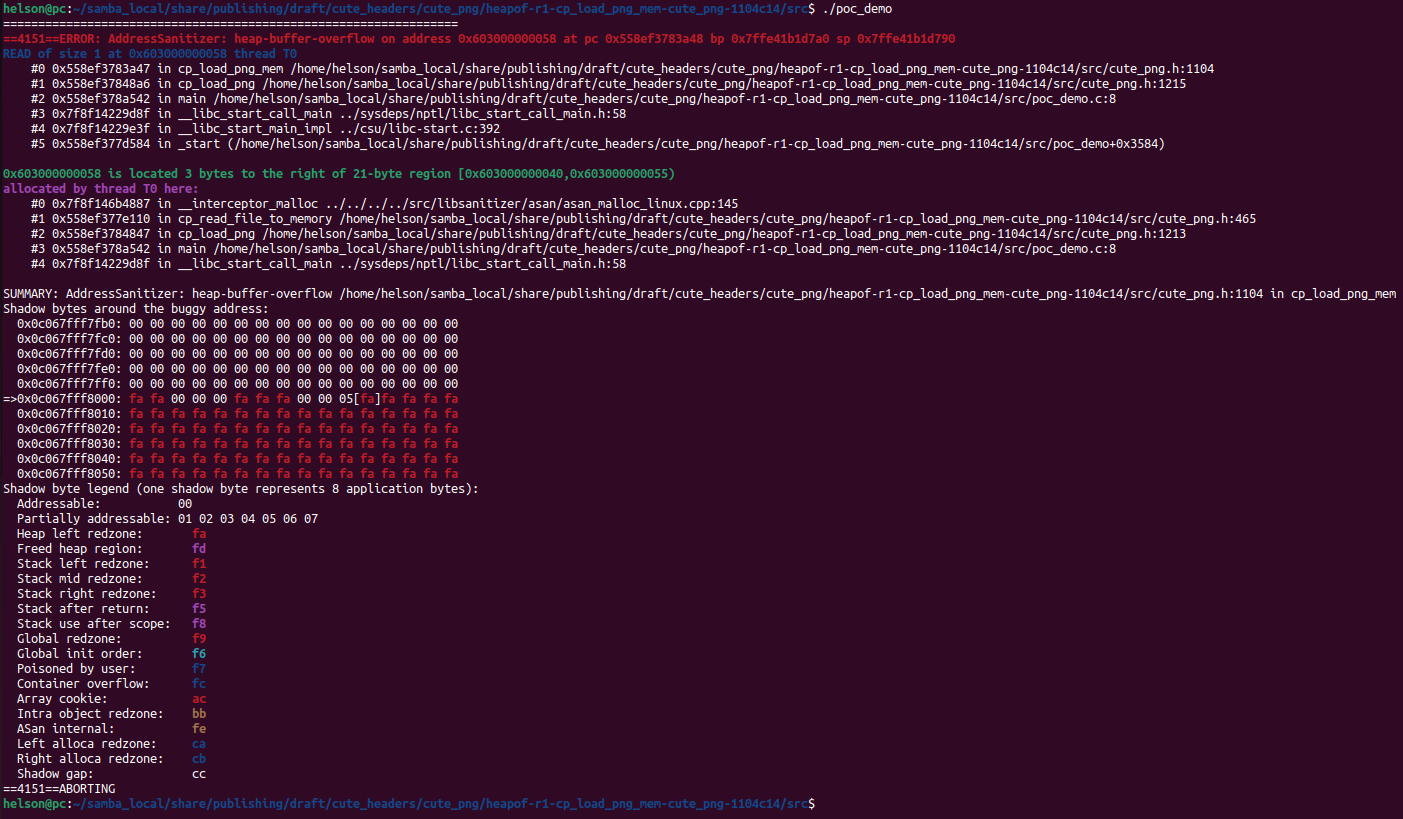 helson@pc:~/samba_local/share/publishing/draft/cute_headers/cute_png/heapof-r1-cp_load_png_mem-cute_png-1104c14/src$ ./poc_demo
=================================================================
==4151==ERROR: AddressSanitizer: heap-buffer-overflow on address 0x603000000058 at pc 0x558ef3783a48 bp 0x7ffe41b1d7a0 sp 0x7ffe41b1d790
READ of size 1 at 0x603000000058 thread T0
    #0 0x558ef3783a47 in cp_load_png_mem /home/helson/samba_local/share/publishing/draft/cute_headers/cute_png/heapof-r1-cp_load_png_mem-cute_png-1104c14/src/cute_png.h:1104
    #1 0x558ef37848a6 in cp_load_png /home/helson/samba_local/share/publishing/draft/cute_headers/cute_png/heapof-r1-cp_load_png_mem-cute_png-1104c14/src/cute_png.h:1215
    #2 0x558ef378a542 in main /home/helson/samba_local/share/publishing/draft/cute_headers/cute_png/heapof-r1-cp_load_png_mem-cute_png-1104c14/src/poc_demo.c:8
    #3 0x7f8f14229d8f in __libc_start_call_main ../sysdeps/nptl/libc_start_call_main.h:58
    #4 0x7f8f14229e3f in __libc_start_main_impl ../csu/libc-start.c:392
    #5 0x558ef377d584 in _start (/home/helson/samba_local/share/publishing/draft/cute_headers/cute_png/heapof-r1-cp_load_png_mem-cute_png-1104c14/src/poc_demo+0x3584)

0x603000000058 is located 3 bytes to the right of 21-byte region [0x603000000040,0x603000000055)
allocated by thread T0 here:
    #0 0x7f8f146b4887 in __interceptor_malloc ../../../../src/libsanitizer/asan/asan_malloc_linux.cpp:145
    #1 0x558ef377e110 in cp_read_file_to_memory /home/helson/samba_local/share/publishing/draft/cute_headers/cute_png/heapof-r1-cp_load_png_mem-cute_png-1104c14/src/cute_png.h:465
    #2 0x558ef3784847 in cp_load_png /home/helson/samba_local/share/publishing/draft/cute_headers/cute_png/heapof-r1-cp_load_png_mem-cute_png-1104c14/src/cute_png.h:1213
    #3 0x558ef378a542 in main /home/helson/samba_local/share/publishing/draft/cute_headers/cute_png/heapof-r1-cp_load_png_mem-cute_png-1104c14/src/poc_demo.c:8
    #4 0x7f8f14229d8f in __libc_start_call_main ../sysdeps/nptl/libc_start_call_main.h:58

SUMMARY: AddressSanitizer: heap-buffer-overflow /home/helson/samba_local/share/publishing/draft/cute_headers/cute_png/heapof-r1-cp_load_png_mem-cute_png-1104c14/src/cute_png.h:1104 in cp_load_png_mem
Shadow bytes around the buggy address:
  0x0c067fff7fb0: 00 00 00 00 00 00 00 00 00 00 00 00 00 00 00 00
  0x0c067fff7fc0: 00 00 00 00 00 00 00 00 00 00 00 00 00 00 00 00
  0x0c067fff7fd0: 00 00 00 00 00 00 00 00 00 00 00 00 00 00 00 00
  0x0c067fff7fe0: 00 00 00 00 00 00 00 00 00 00 00 00 00 00 00 00
  0x0c067fff7ff0: 00 00 00 00 00 00 00 00 00 00 00 00 00 00 00 00
=>0x0c067fff8000: fa fa 00 00 00 fa fa fa 00 00 05[fa]fa fa fa fa
  0x0c067fff8010: fa fa fa fa fa fa fa fa fa fa fa fa fa fa fa fa
  0x0c067fff8020: fa fa fa fa fa fa fa fa fa fa fa fa fa fa fa fa
  0x0c067fff8030: fa fa fa fa fa fa fa fa fa fa fa fa fa fa fa fa
  0x0c067fff8040: fa fa fa fa fa fa fa fa fa fa fa fa fa fa fa fa
  0x0c067fff8050: fa fa fa fa fa fa fa fa fa fa fa fa fa fa fa fa
Shadow byte legend (one shadow byte represents 8 application bytes):
  Addressable:           00
  Partially addressable: 01 02 03 04 05 06 07
  Heap left redzone:       fa
  Freed heap region:       fd
  Stack left redzone:      f1
  Stack mid redzone:       f2
  Stack right redzone:     f3
  Stack after return:      f5
  Stack use after scope:   f8
  Global redzone:          f9
  Global init order:       f6
  Poisoned by user:        f7
  Container overflow:      fc
  Array cookie:            ac
  Intra object redzone:    bb
  ASan internal:           fe
  Left alloca redzone:     ca
  Right alloca redzone:    cb
  Shadow gap:              cc
==4151==ABORTING
helson@pc:~/samba_local/share/publishing/draft/cute_headers/cute_png/heapof-r1-cp_load_png_mem-cute_png-1104c14/src$